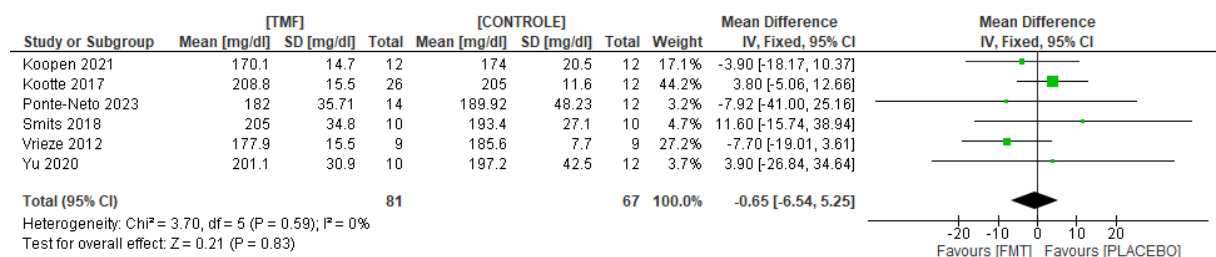 [TMF] [CONTROLE] Mean Difference Mean Difference
Study or Subgroup Mean [mg/dl] SD [mg/dl] Total Mean [mg/dl] SD [mg/dl] Total Weight IV, Fixed, 95% CI IV, Fixed, 95% CI
Koopen 2021 170.1 14.7 12 174 20.5 12 17.1% -3.90 [-18.17, 10.37]
Kootte 2017 208.8 15.5 26 205 11.6 12 44.2% 3.80 [-5.06, 12.66]
Ponte-Neto 2023 182 35.71 14 189.92 48.23 12 3.2% -7.92 [-41.00, 25.16]
Smits 2018 205 34.8 10 193.4 27.1 10 4.7% 11.60 [-15.74, 38.94]
Vrieze 2012 177.9 15.5 9 185.6 7.7 9 27.2% -7.70 [-19.01, 3.61]
Yu 2020 201.1 30.9 10 197.2 42.5 12 3.7% 3.90 [-26.84, 34.64]
Total (95% CI) 81 67 100.0% -0.65 [-6.54, 5.25]
Heterogeneity: Chi² = 3.70, df = 5 (P = 0.59); I² = 0%
Test for overall effect: Z = 0.21 (P = 0.83)
-20 -10 0 10 20
Favours [FMT] Favours [PLACEBO]